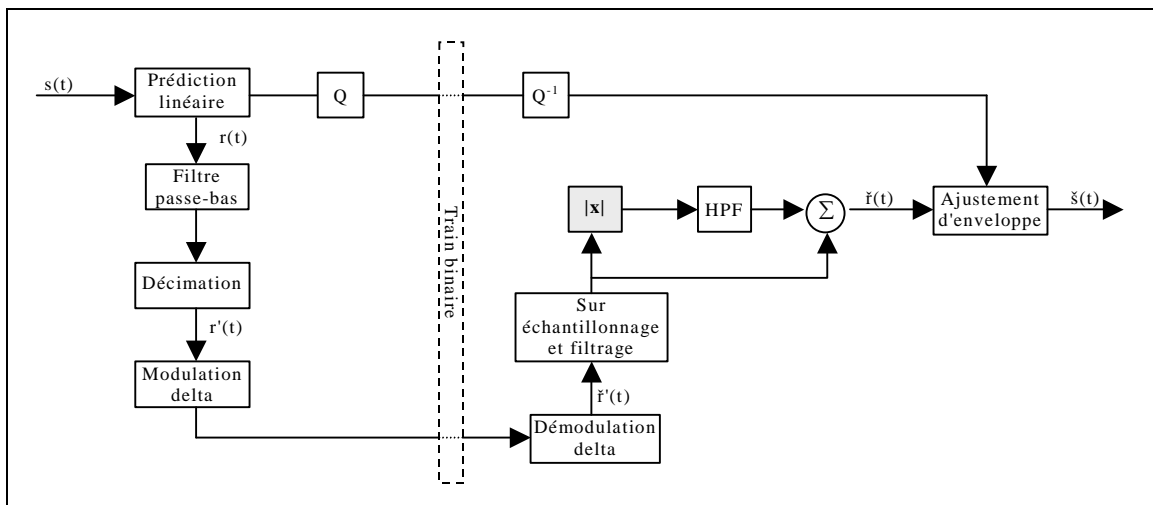 s(t)
Prédiction
linéaire
Q
Q⁻¹
r(t)
Filtre
passe-bas
Train binaire
|x|
HPF
Σ
ř(t)
Ajustement
d'enveloppe
š(t)
Décimation
r'(t)
Sur
échantillonnage
et filtrage
Modulation
delta
ř'(t)
Démodulation
delta